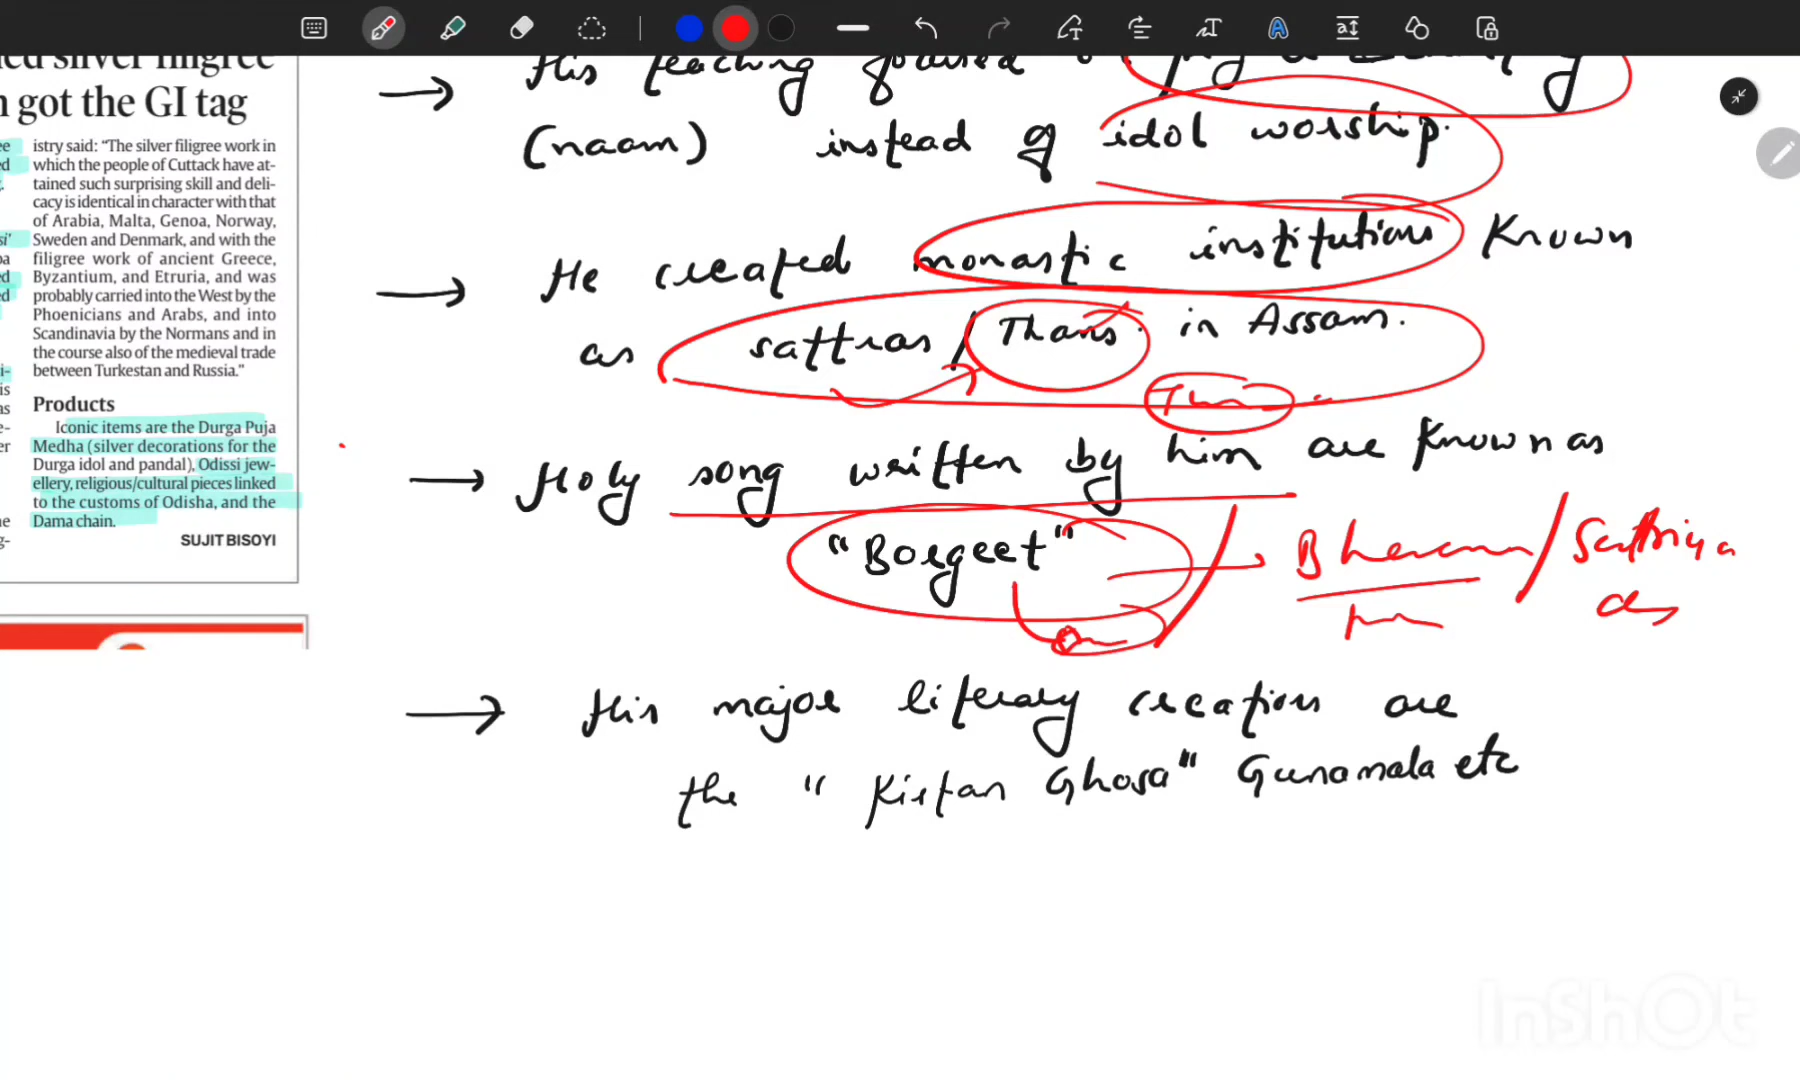 ed silver filigree
n got the GI tag
istry said: "The silver filigree work in
which the people of Cuttack have at-
tained such surprising skill and deli-
cacy is identical in character with that
of Arabia, Malta, Genoa, Norway,
Sweden and Denmark, and with the
filigree work of ancient Greece,
Byzantium, and Etruria, and was
probably carried into the West by the
Phoenicians and Arabs, and into
Scandinavia by the Normans and in
the course also of the medieval trade
between Turkestan and Russia."
Products
Iconic items are the Durga Puja
Medha (silver decorations for the
Durga idol and pandal), Odissi jew-
ellery, religious/cultural pieces linked
to the customs of Odisha, and the
Dama chain.
SUJIT BISOYI
→ His teaching focused
(naam) instead of idol worship.
→ He created monastic institutions known
as sattras / Thans in Assam.
→ Holy song written by him are known as
"Borgeet"
Sattriya
→ His major literary creation are
the " Kirtan Ghosa" Gunamala etc
InShOt